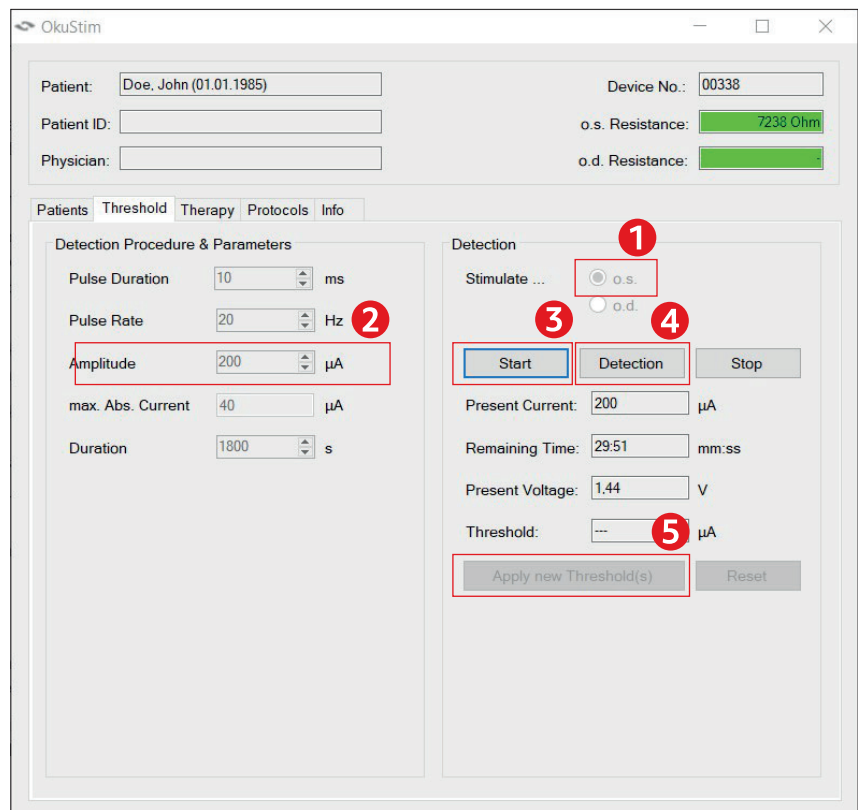 OkuStim
Patient: Doe, John (01.01.1985)
Device No.: 00338
Patient ID:
o.s. Resistance: 7238 Ohm
Physician:
o.d. Resistance: -
Patients Threshold Therapy Protocols Info
Detection Procedure & Parameters
Pulse Duration 10 ms
Pulse Rate 20 Hz
2
Amplitude 200 µA
max. Abs. Current 40 µA
Duration 1800 s
Detection
1
Stimulate ... o.s.
o.d.
3 4
Start Detection Stop
Present Current: 200 µA
Remaining Time: 29:51 mm:ss
Present Voltage: 1,44 V
Threshold: --- µA
5
Apply new Threshold(s) Reset